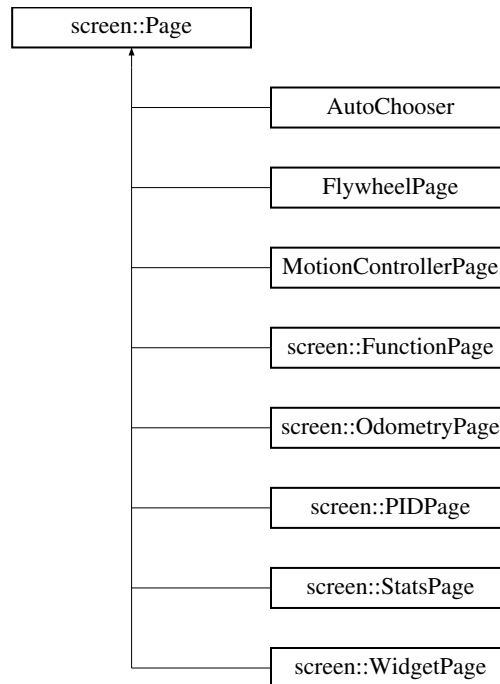 screen::Page
AutoChooser
FlywheelPage
MotionControllerPage
screen::FunctionPage
screen::OdometryPage
screen::PIDPage
screen::StatsPage
screen::WidgetPage